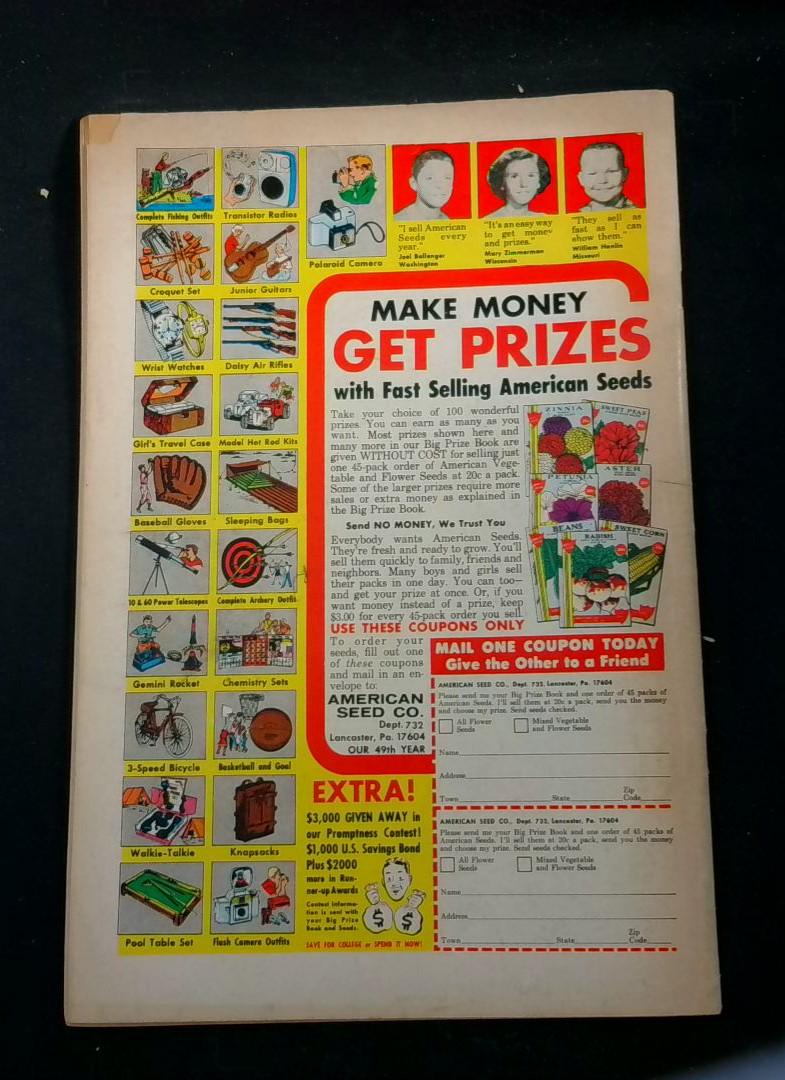 Complete Fishing Outfits
Transistor Radios
Croquet Set
Junior Guitars
Polaroid Camera
Wrist Watches
Daisy Air Rifles
Girl's Travel Case
Model Hot Rod Kits
Baseball Gloves
Sleeping Bags
10 & 60 Power Telescopes
Complete Archery Outfits
Gemini Rocket
Chemistry Sets
3-Speed Bicycle
Basketball and Goal
Walkie-Talkie
Knapsacks
Pool Table Set
Flash Camera Outfits
"I sell American
Seeds every
year."
Joel Ballenger
Washington
"It's an easy way
to get money
and prizes."
Mary Zimmerman
Wisconsin
"They sell as
fast as I can
show them."
William Henlin
Missouri
MAKE MONEY
GET PRIZES
with Fast Selling American Seeds
Take your choice of 100 wonderful
prizes. You can earn as many as you
want. Most prizes shown here and
many more in our Big Prize Book are
given WITHOUT COST for selling just
one 45-pack order of American Vege-
table and Flower Seeds at 20c a pack.
Some of the larger prizes require more
sales or extra money as explained in
the Big Prize Book.
Send NO MONEY, We Trust You
Everybody wants American Seeds.
They're fresh and ready to grow. You'll
sell them quickly to family, friends and
neighbors. Many boys and girls sell
their packs in one day. You can too—
and get your prize at once. Or, if you
want money instead of a prize, keep
$3.00 for every 45-pack order you sell.
ZINNIA
SWEET PEAS
PETUNIA
ASTER
BEANS
RADISH
SWEET CORN
USE THESE COUPONS ONLY
To order your
seeds, fill out one
of these coupons
and mail in an en-
velope to:
AMERICAN
SEED CO.
Dept. 732
Lancaster, Pa. 17604
OUR 49th YEAR
MAIL ONE COUPON TODAY
Give the Other to a Friend
AMERICAN SEED CO., Dept. 732, Lancaster, Pa. 17604
Please send me your Big Prize Book and one order of 45 packs of
American Seeds. I'll sell them at 20c a pack, send you the money
and choose my prize. Send seeds checked.
All Flower
Seeds
Mixed Vegetable
and Flower Seeds
Name
Address
Town State Zip Code
AMERICAN SEED CO., Dept. 732, Lancaster, Pa. 17604
Please send me your Big Prize Book and one order of 45 packs of
American Seeds. I'll sell them at 20c a pack, send you the money
and choose my prize. Send seeds checked.
All Flower
Seeds
Mixed Vegetable
and Flower Seeds
Name
Address
Town State Zip Code
EXTRA!
$3,000 GIVEN AWAY in
our Promptness Contest!
$1,000 U.S. Savings Bond
Plus $2000
more in Run-
ner-up Awards
Contest informa-
tion is sent with
your Big Prize
Book and Seeds.
$ $
SAVE FOR COLLEGE or SPEND IT NOW!